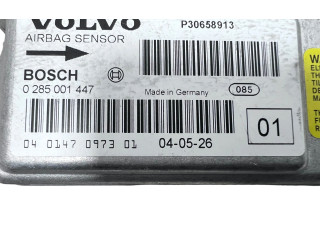 VOLVO P30658913
AIRBAG SENSOR
BOSCH
0 285 001 447 Made in Germany 085
01
04 0147 0973 01 04-05-26